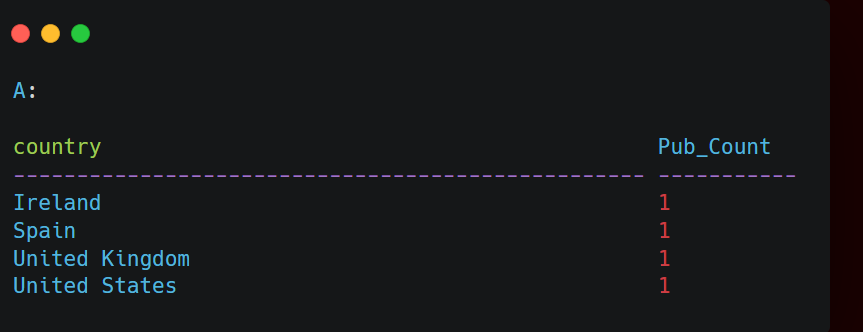 A:
country Pub_Count
-------------------------------------------------- -----------
Ireland 1
Spain 1
United Kingdom 1
United States 1